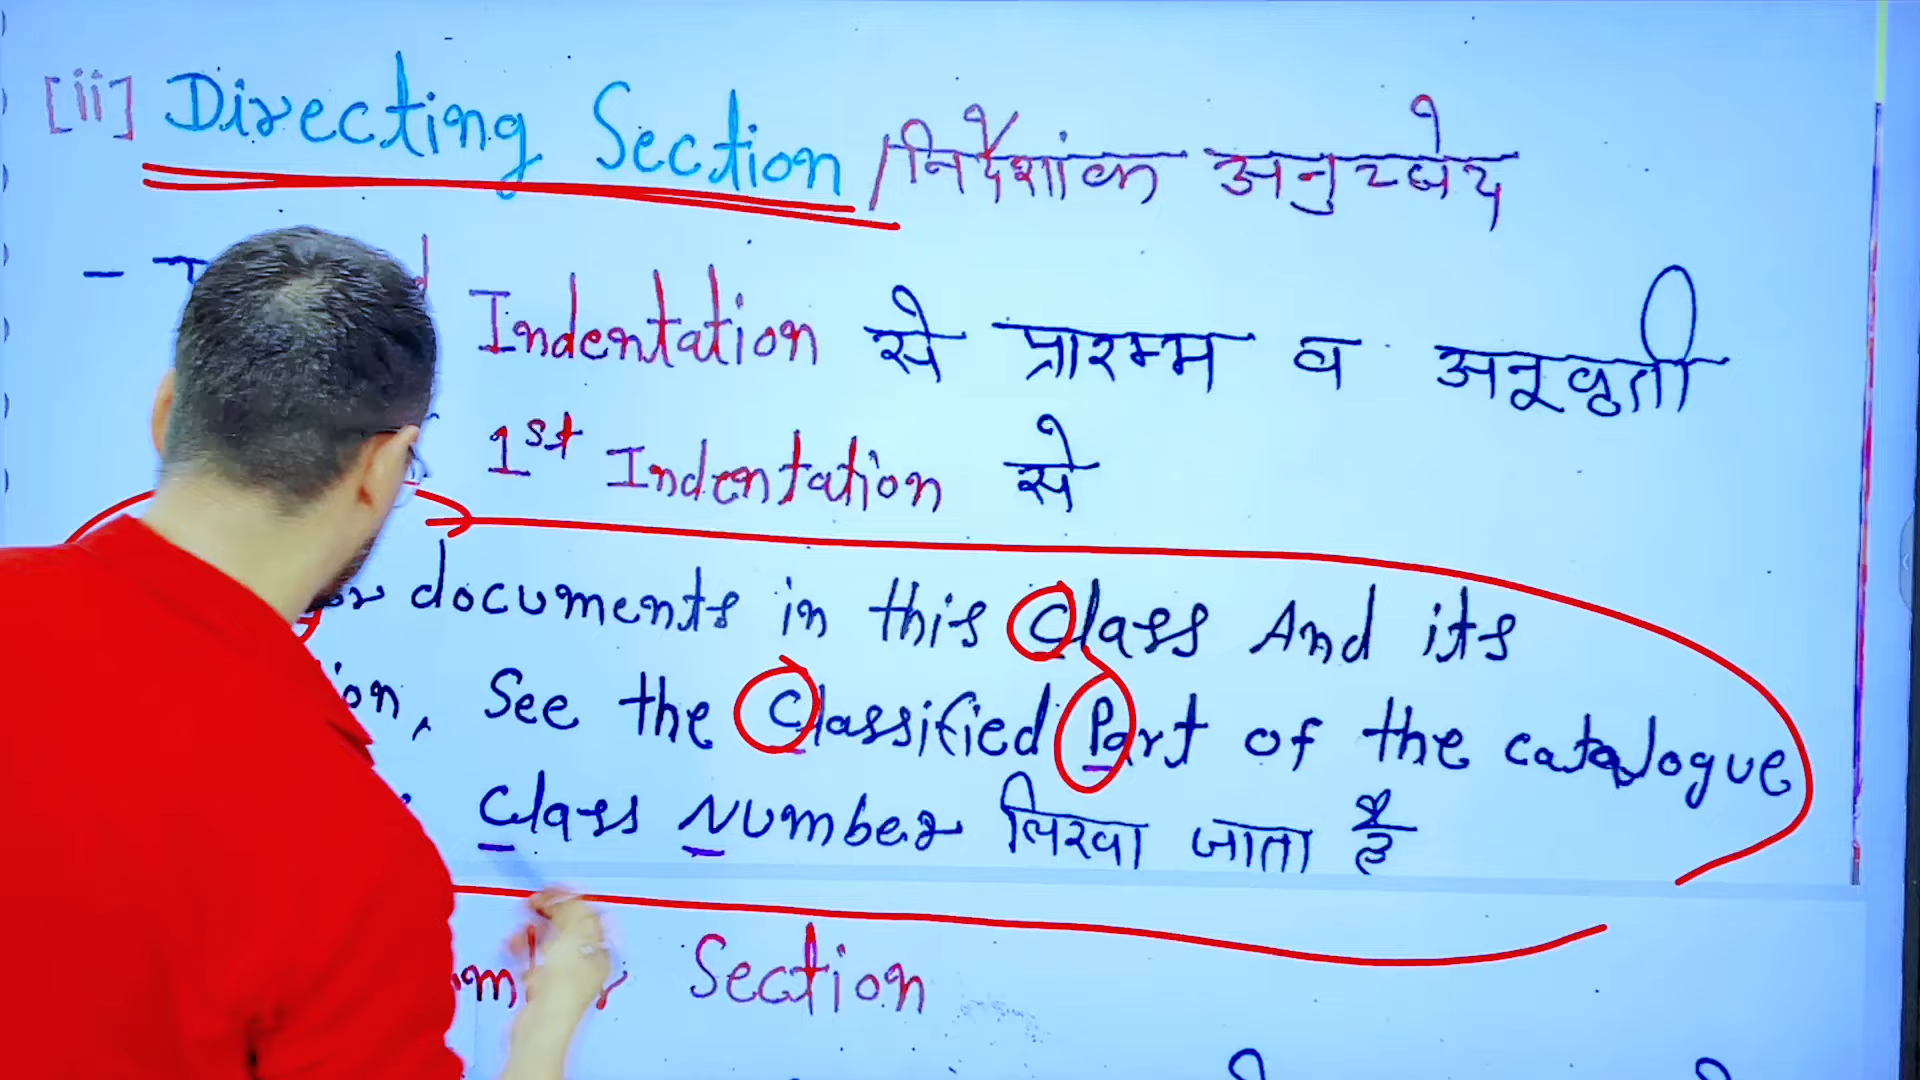 [ii] Directing Section / निर्देशांक अनुच्छेद
- Indentation से प्रारम्भ व अनूवृती
1st Indentation से
documents in this Class And its
See the Classified Part of the catalogue
Class Number लिखा जाता है
Section